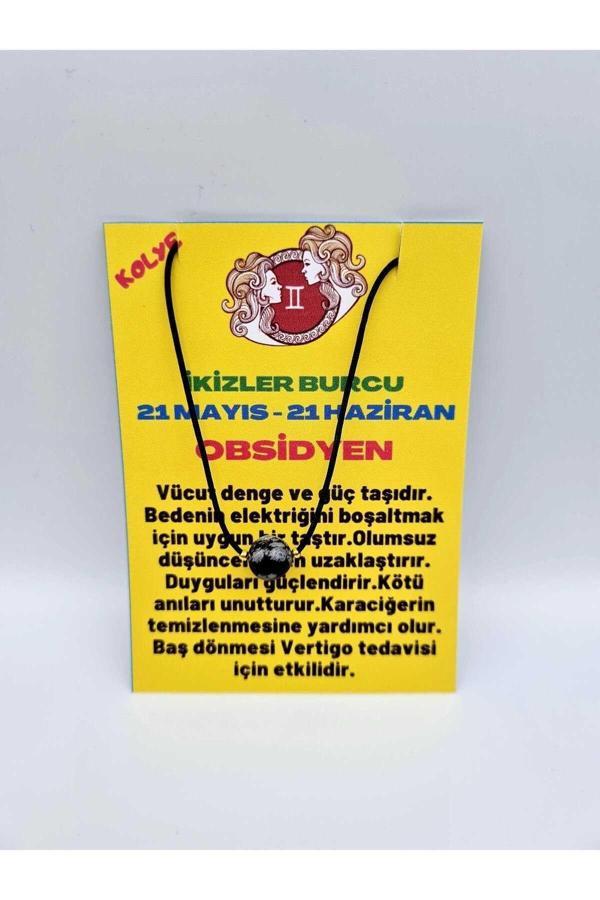 KOLYE
İKİZLER BURCU
21 MAYIS - 21 HAZİRAN
OBSİDYEN
Vücut denge ve güç taşıdır.
Bedenin elektriğini boşaltmak
için uygun bir taştır.Olumsuz
uzaklaştırır.
Duyguları güçlendirir.Kötü
anıları unutturur.Karaciğerin
temizlenmesine yardımcı olur.
Baş dönmesi Vertigo tedavisi
için etkilidir.